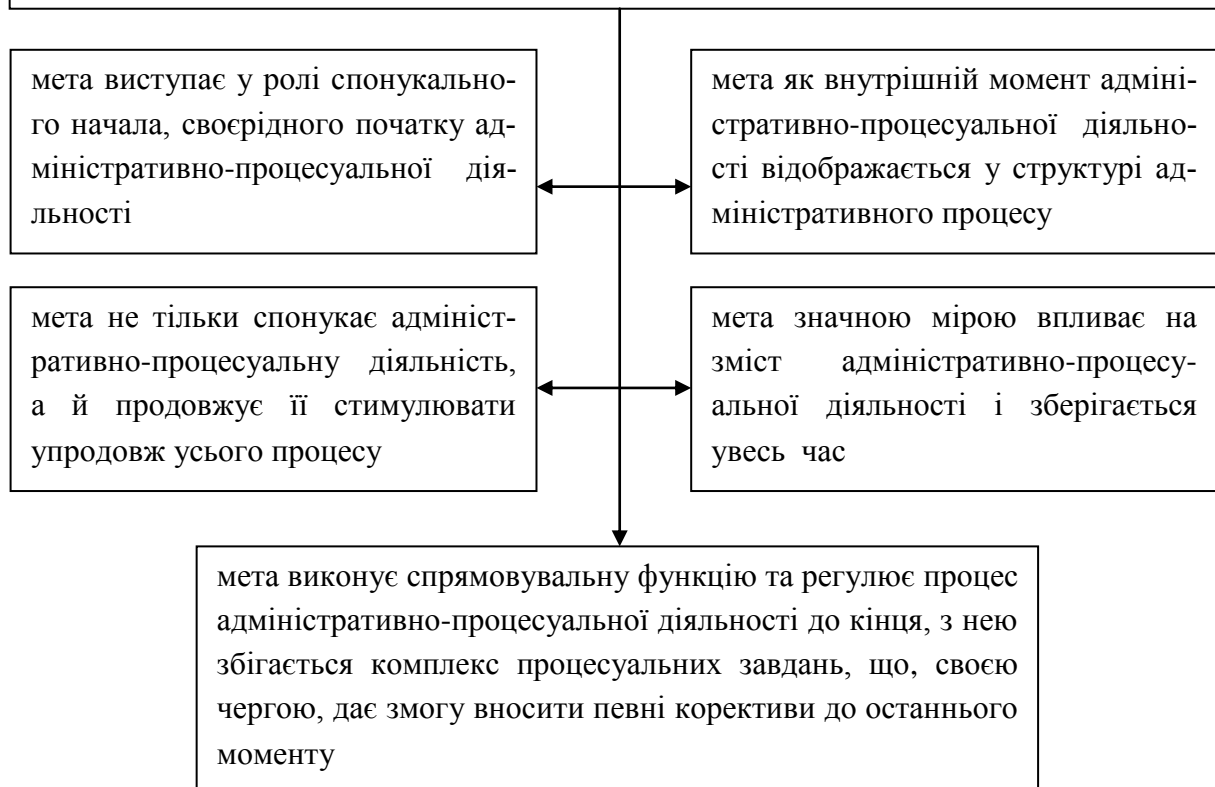 мета виступає у ролі спонукально-
го начала, своєрідного початку ад-
міністративно-процесуальної дія-
льності
мета як внутрішній момент адміні-
стративно-процесуальної діяльно-
сті відображається у структурі ад-
міністративного процесу
мета не тільки спонукає адмініст-
ративно-процесуальну діяльність,
а й продовжує її стимулювати
упродовж усього процесу
мета значною мірою впливає на
зміст адміністративно-процесу-
альної діяльності і зберігається
увесь час
мета виконує спрямовувальну функцію та регулює процес
адміністративно-процесуальної діяльності до кінця, з нею
збігається комплекс процесуальних завдань, що, своєю
чергою, дає змогу вносити певні корективи до останнього
моменту